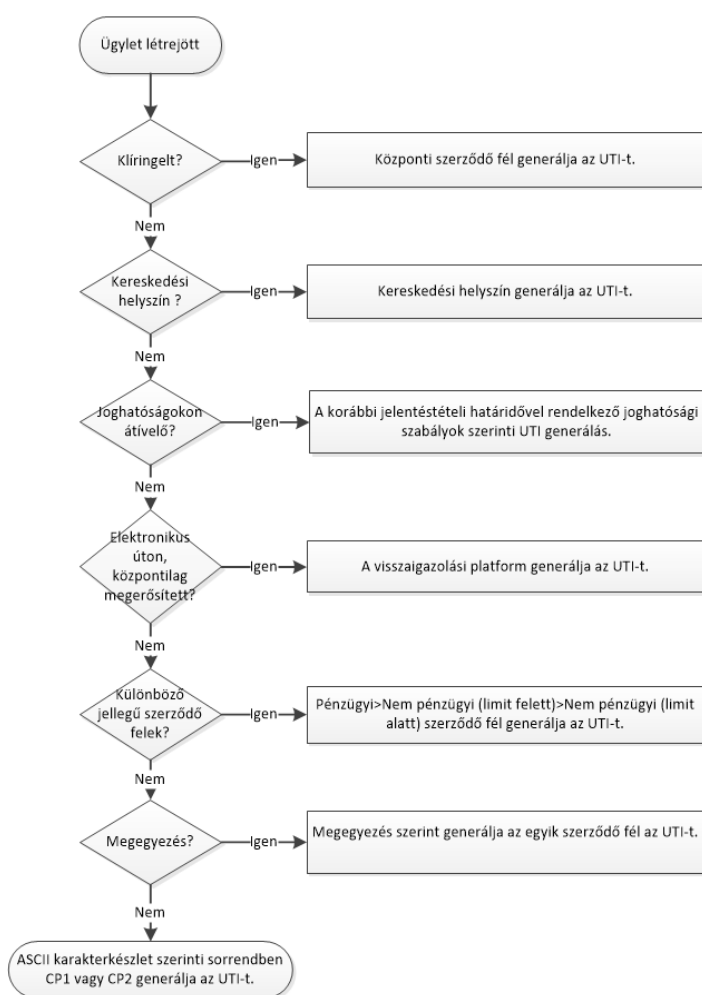 Ügylet létrejött
Klíringelt?
Igen
Központi szerződő fél generálja az UTI-t.
Nem
Kereskedési
helyszín ?
Igen
Kereskedési helyszín generálja az UTI-t.
Nem
Joghatóságokon
átívelő?
Igen
A korábbi jelentéstételi határidővel rendelkező joghatósági
szabályok szerinti UTI generálás.
Nem
Elektronikus
úton,
központilag
megerősített?
Igen
A visszaigazolási platform generálja az UTI-t.
Nem
Különböző
jellegű szerződő
felek?
Igen
Pénzügyi>Nem pénzügyi (limit felett)>Nem pénzügyi (limit
alatt) szerződő fél generálja az UTI-t.
Nem
Megegyezés?
Igen
Megegyezés szerint generálja az egyik szerződő fél az UTI-t.
Nem
ASCII karakterkészlet szerinti sorrendben
CP1 vagy CP2 generálja az UTI-t.